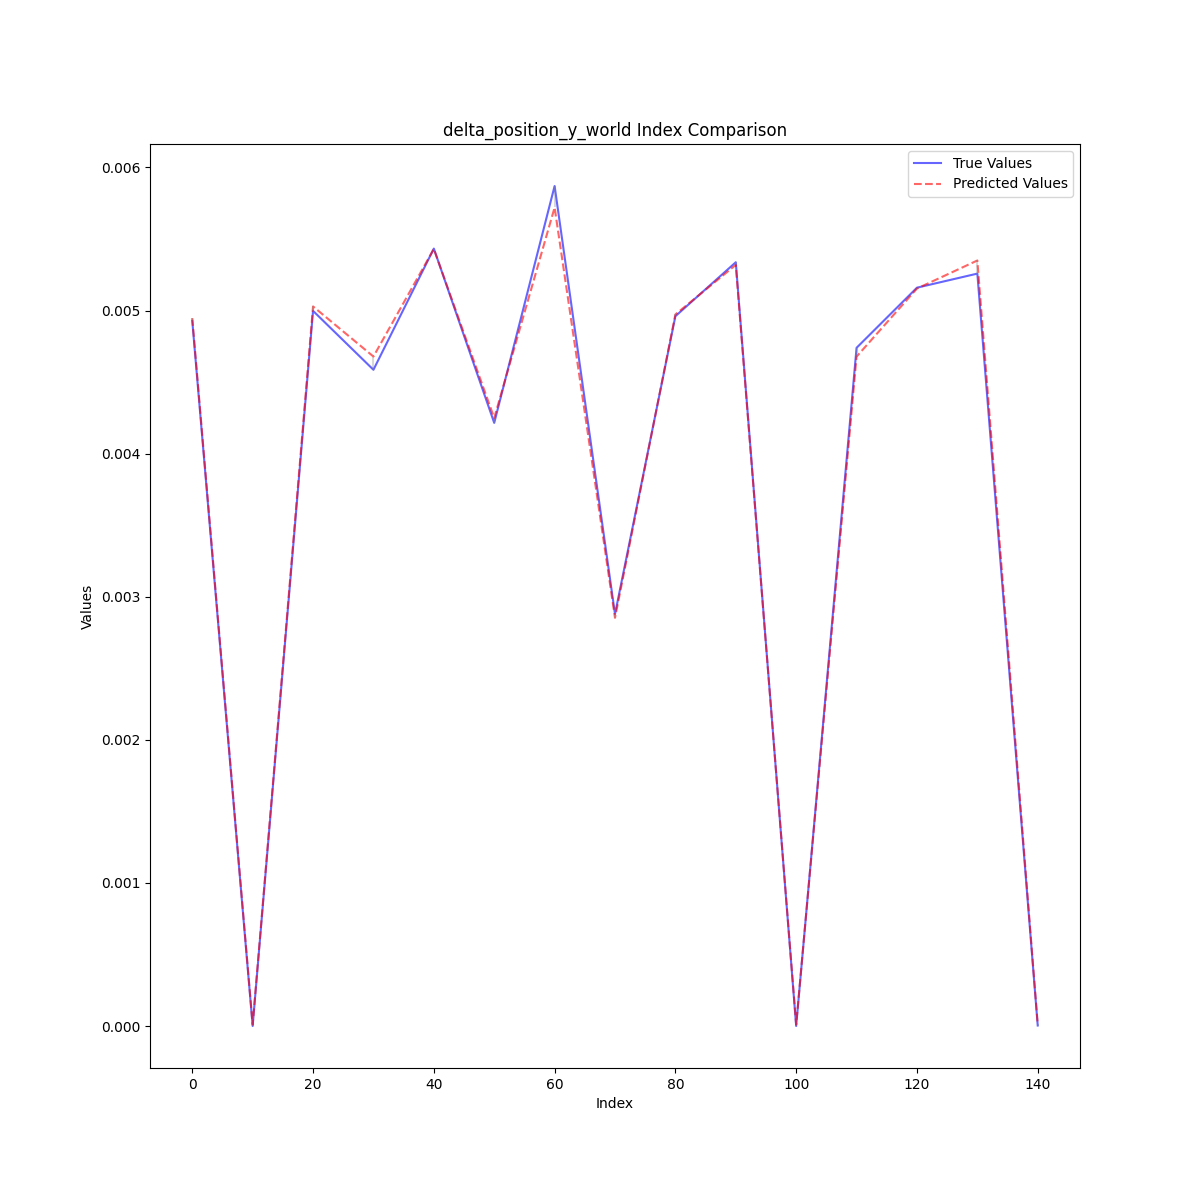 delta_position_y_world Index Comparison
True Values
Predicted Values
0.006
0.005
0.004
0.003
0.002
0.001
0.000
Values
0 20 40 60 80 100 120 140
Index